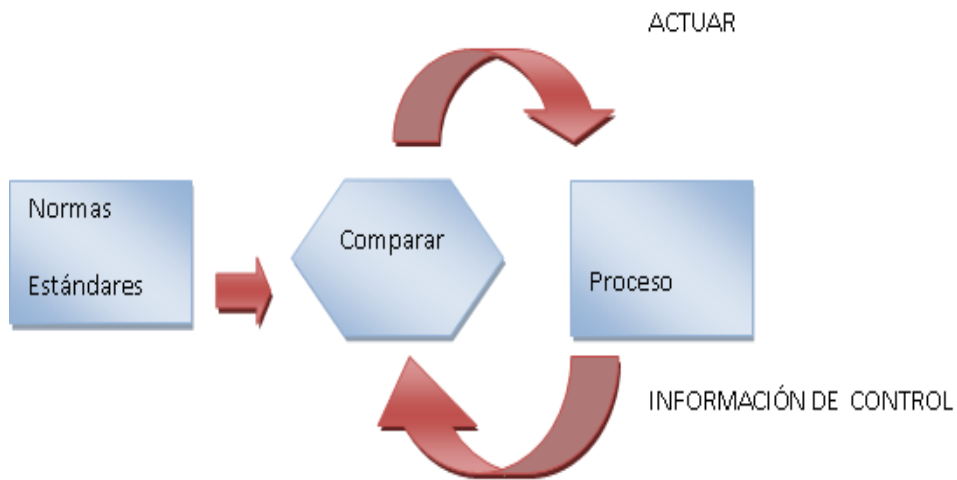 ACTUAR
Normas
Estándares
Comparar
Proceso
INFORMACIÓN DE CONTROL